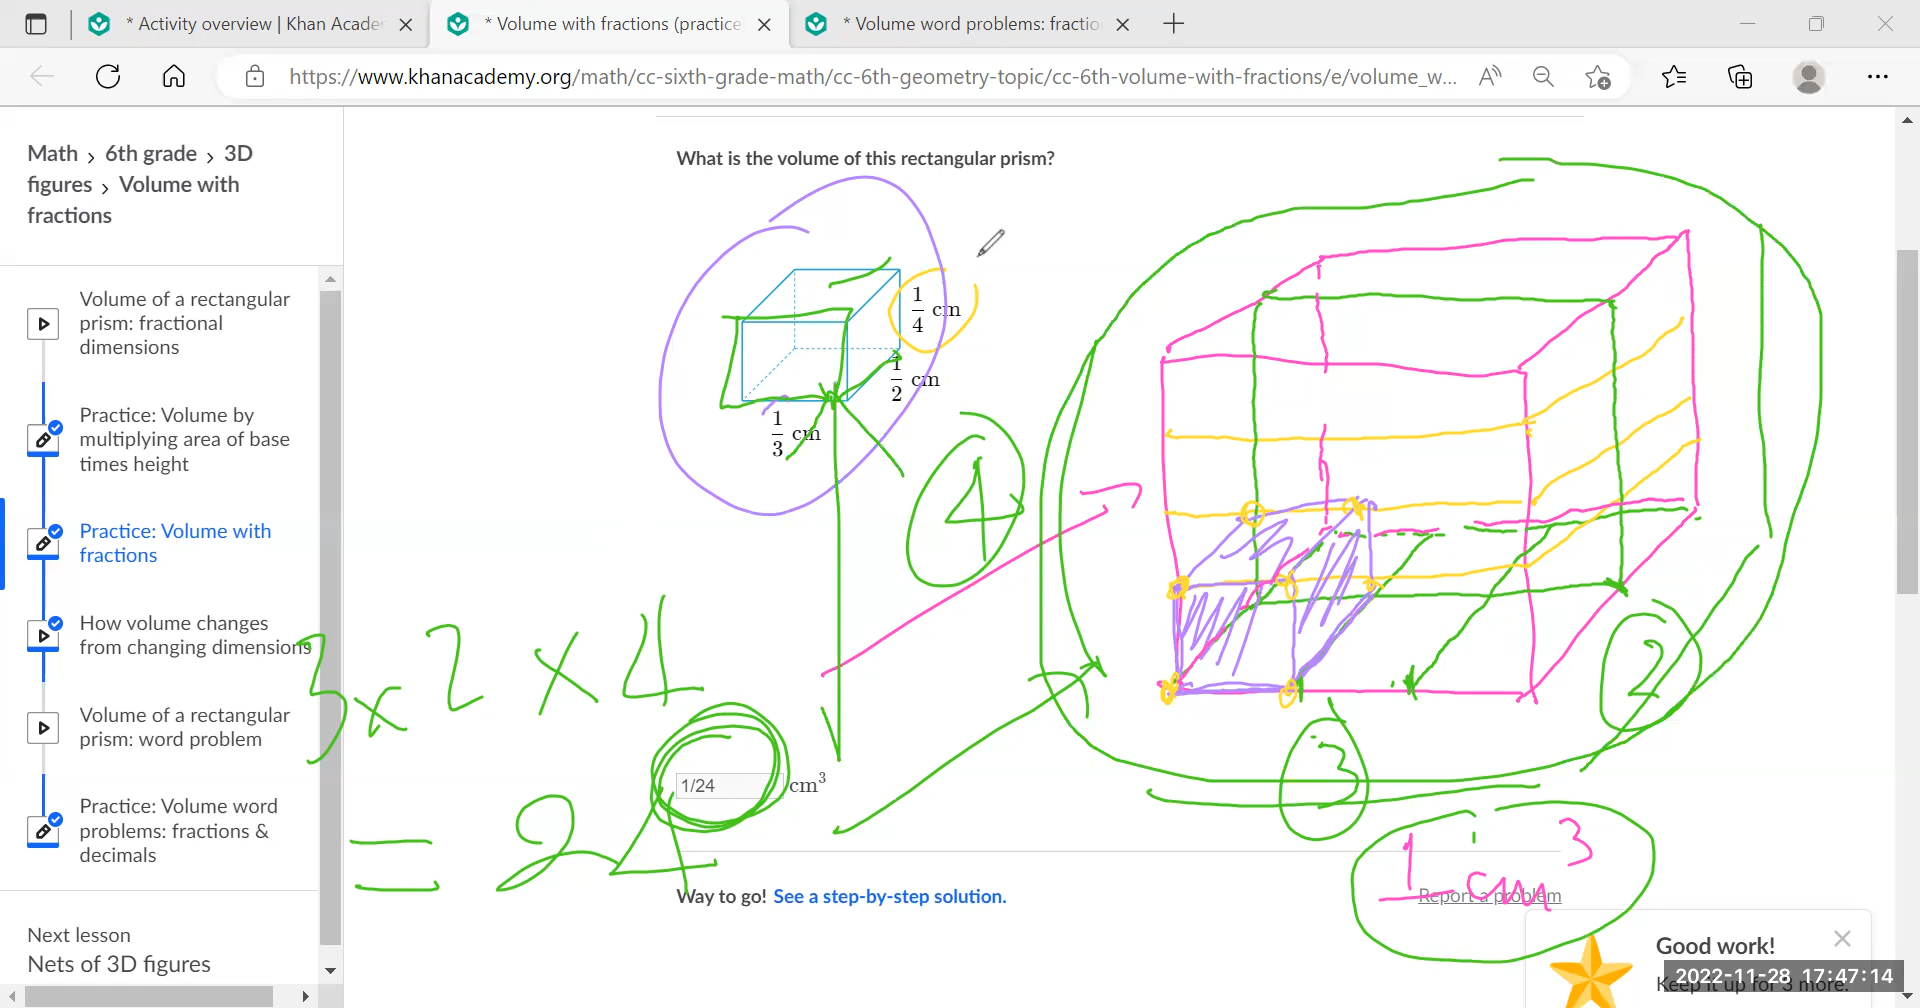 * Activity overview | Khan Acade
* Volume with fractions (practice
* Volume word problems: fractio
https://www.khanacademy.org/math/cc-sixth-grade-math/cc-6th-geometry-topic/cc-6th-volume-with-fractions/e/volume_w...
Math > 6th grade > 3D
figures > Volume with
fractions
Volume of a rectangular
prism: fractional
dimensions
Practice: Volume by
multiplying area of base
times height
Practice: Volume with
fractions
How volume changes
from changing dimensions
Volume of a rectangular
prism: word problem
Practice: Volume word
problems: fractions &
decimals
Next lesson
Nets of 3D figures
What is the volume of this rectangular prism?
1/4 cm
1/2 cm
1/3 cm
4
2
3
3 x 2 x 4
= 24
1/24 cm³
1 cm³
Way to go! See a step-by-step solution.
Report a problem
Good work!
Keep it up for 3 more.
2022-11-28 17:47:14